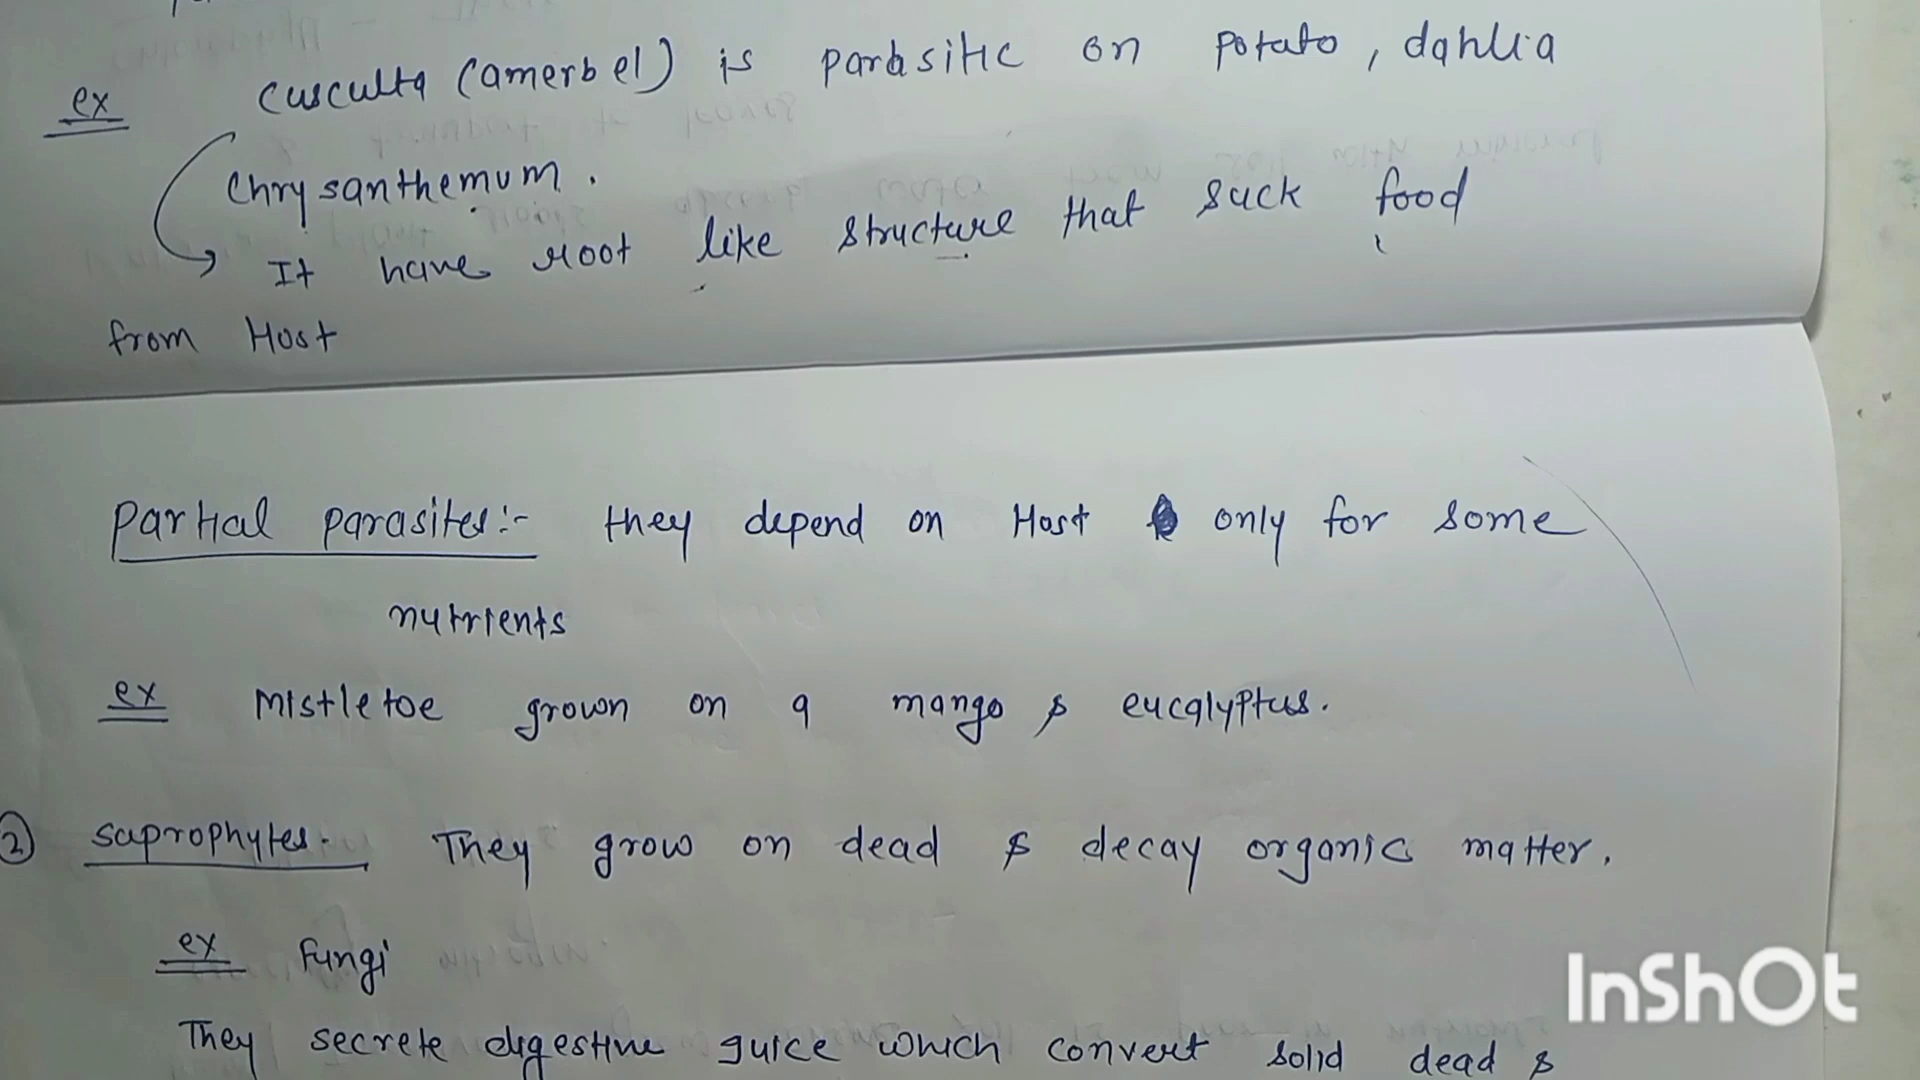 ex cusculta (amerbel) is parasitic on potato, dahlia
Chrysanthemum.
It have root like structure that suck food
from Host
Partial parasites:- they depend on Host only for some
nutrients
ex Mistletoe grown on a mango & eucalyptus.
2) saprophytes. They grow on dead & decay organic matter.
ex Fungi
They secrete digestive juice which convert solid dead &
InShOt